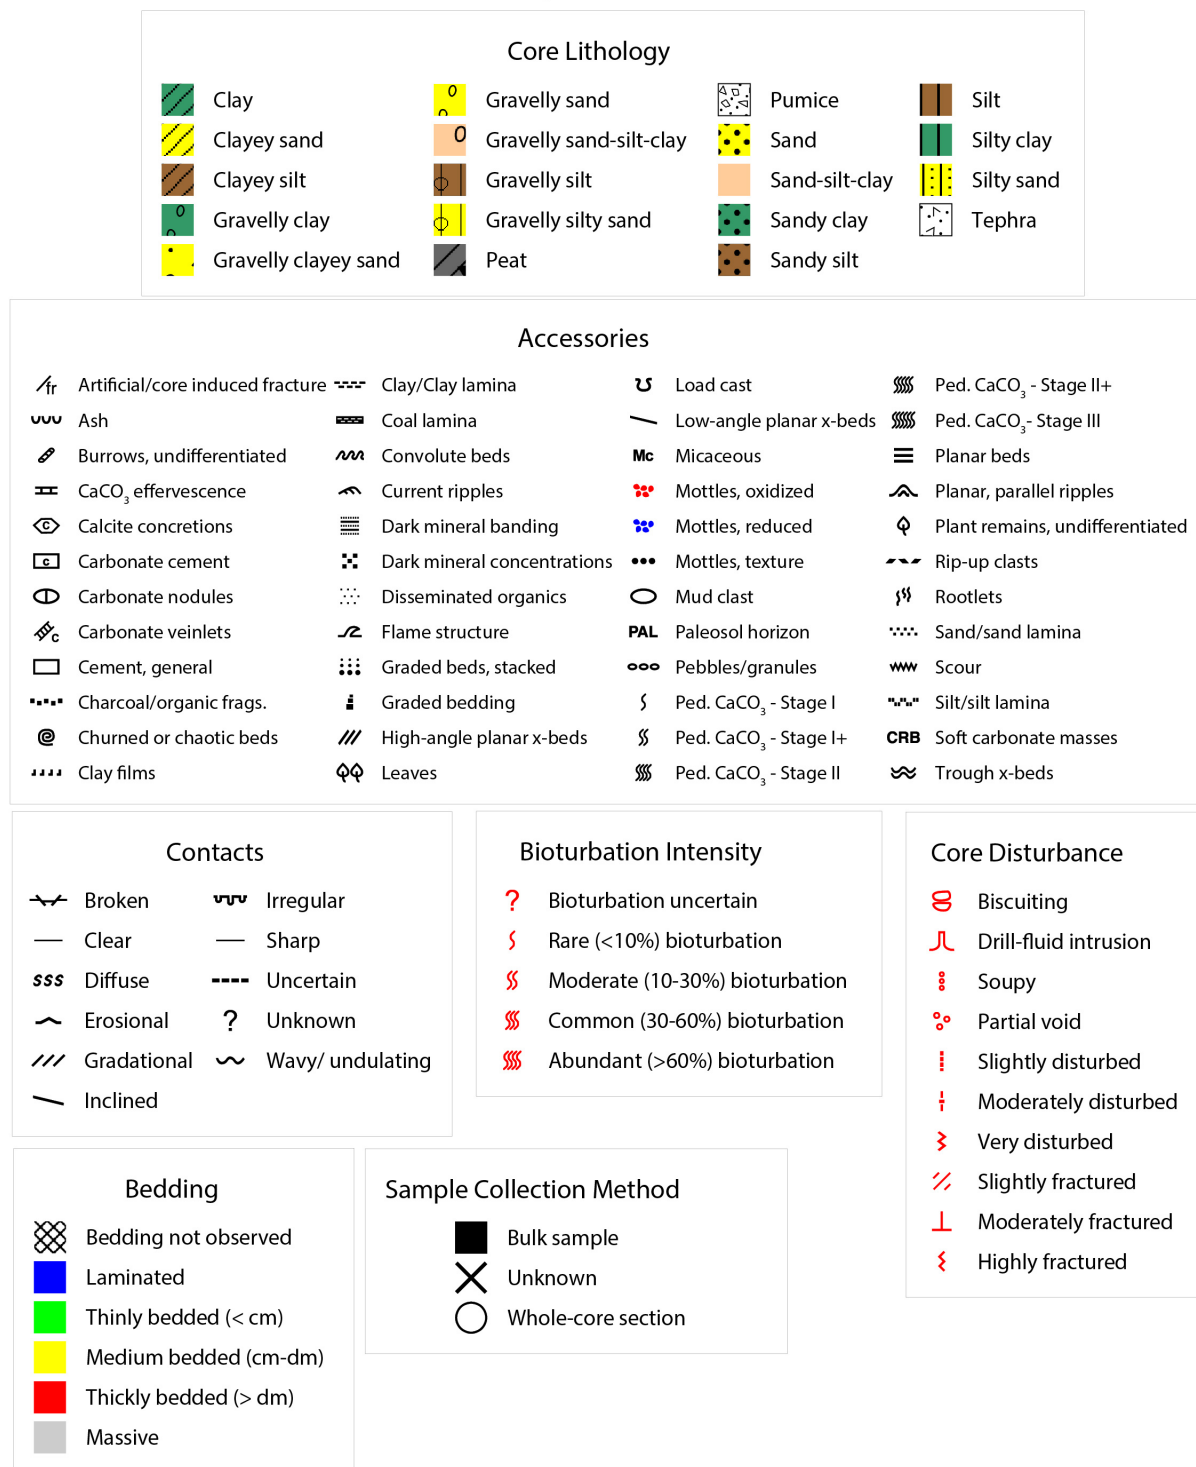 Core Lithology
Clay
Clayey sand
Clayey silt
Gravelly clay
Gravelly clayey sand
Gravelly sand
Gravelly sand-silt-clay
Gravelly silt
Gravelly silty sand
Peat
Pumice
Sand
Sand-silt-clay
Sandy clay
Sandy silt
Silt
Silty clay
Silty sand
Tephra
Accessories
fr Artificial/core induced fracture
Ash
Burrows, undifferentiated
CaCO₃ effervescence
c Calcite concretions
c Carbonate cement
Carbonate nodules
c Carbonate veinlets
Cement, general
Charcoal/organic frags.
Churned or chaotic beds
Clay films
Clay/Clay lamina
Coal lamina
Convolute beds
Current ripples
Dark mineral banding
Dark mineral concentrations
Disseminated organics
Flame structure
Graded beds, stacked
Graded bedding
High-angle planar x-beds
Leaves
Load cast
Low-angle planar x-beds
Mc Micaceous
Mottles, oxidized
Mottles, reduced
Mottles, texture
Mud clast
PAL Paleosol horizon
Pebbles/granules
Ped. CaCO₃ - Stage I
Ped. CaCO₃ - Stage I+
Ped. CaCO₃ - Stage II
Ped. CaCO₃ - Stage II+
Ped. CaCO₃- Stage III
Planar beds
Planar, parallel ripples
Plant remains, undifferentiated
Rip-up clasts
Rootlets
Sand/sand lamina
Scour
Silt/silt lamina
CRB Soft carbonate masses
Trough x-beds
Contacts
Broken
Clear
sss Diffuse
Erosional
Gradational
Inclined
Irregular
Sharp
Uncertain
? Unknown
Wavy/ undulating
Bioturbation Intensity
? Bioturbation uncertain
Rare (<10%) bioturbation
Moderate (10-30%) bioturbation
Common (30-60%) bioturbation
Abundant (>60%) bioturbation
Core Disturbance
Biscuiting
Drill-fluid intrusion
Soupy
Partial void
Slightly disturbed
Moderately disturbed
Very disturbed
Slightly fractured
Moderately fractured
Highly fractured
Bedding
Bedding not observed
Laminated
Thinly bedded (< cm)
Medium bedded (cm-dm)
Thickly bedded (> dm)
Massive
Sample Collection Method
Bulk sample
Unknown
Whole-core section